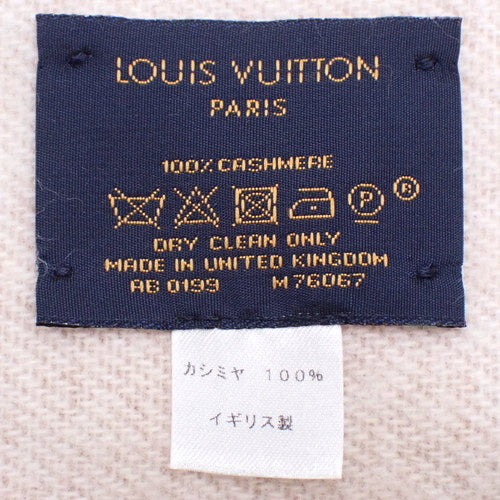 LOUIS VUITTON
PARIS
100% CASHMERE
P ®
DRY CLEAN ONLY
MADE IN UNITED KINGDOM
AB 0199 M76067
カシミヤ 100%
イギリス製